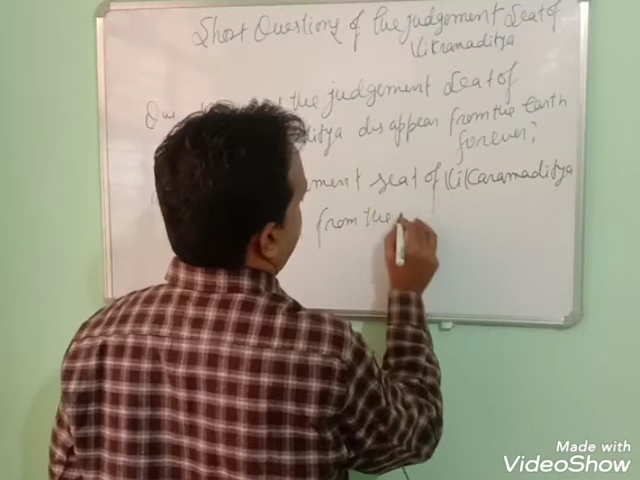 Short Questions of the judgement Seat of
Vikramaditya
the judgement Seat of
ditya disappear from the earth
forever?
ment seat of Vikaramaditya
from the
Made with
VideoShow